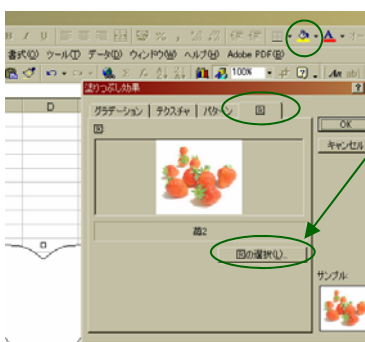 B I U % ,
書式(O) ツール(T) データ(D) ウィンドウ(W) ヘルプ(H) Adobe PDF(B)
Σ 100% ?
塗りつぶし効果 ?
D
グラデーション テクスチャ パターン 図
図
OK
キャンセル
苺2
図の選択(L)...
サンプル: